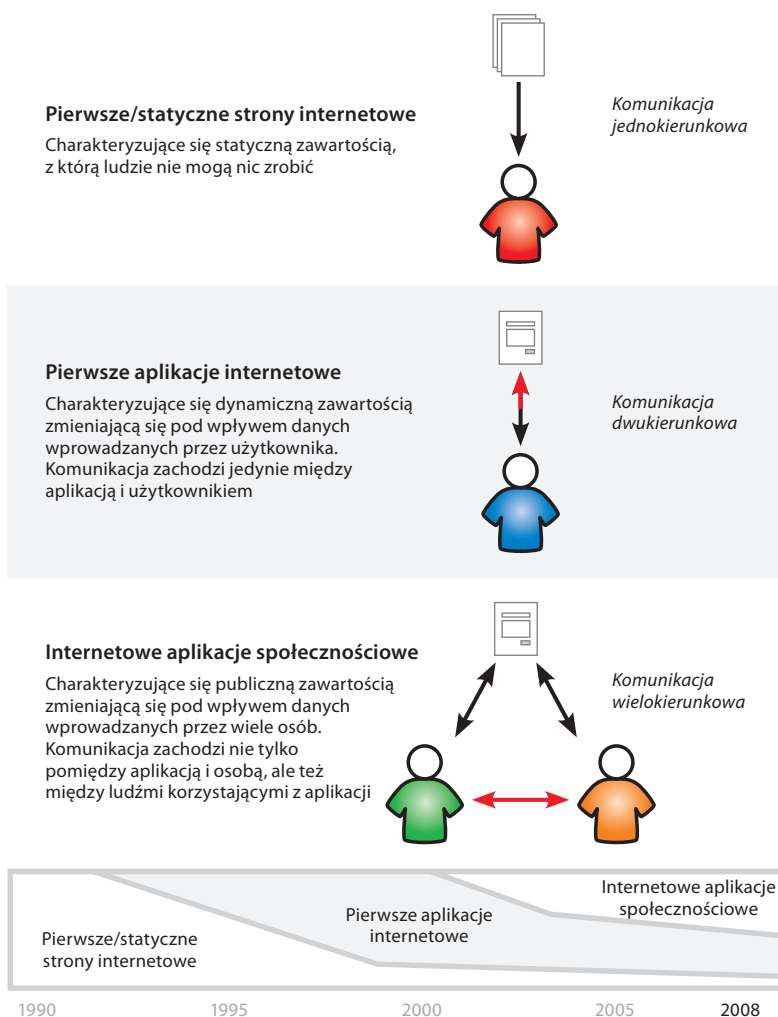 Pierwsze/statyczne strony internetowe
Charakteryzujące się statyczną zawartością,
z którą ludzie nie mogą nic zrobić
Komunikacja
jednokierunkowa
Pierwsze aplikacje internetowe
Charakteryzujące się dynamiczną zawartością
zmieniającą się pod wpływem danych
wprowadzanych przez użytkownika.
Komunikacja zachodzi jedynie między
aplikacją i użytkownikiem
Komunikacja
dwukierunkowa
Internetowe aplikacje społecznościowe
Charakteryzujące się publiczną zawartością
zmieniającą się pod wpływem danych
wprowadzanych przez wiele osób.
Komunikacja zachodzi nie tylko
pomiędzy aplikacją i osobą, ale też
między ludźmi korzystającymi z aplikacji
Komunikacja
wielokierunkowa
Pierwsze/statyczne
strony internetowe
Pierwsze aplikacje
internetowe
Internetowe aplikacje
społecznościowe
1990 1995 2000 2005 2008